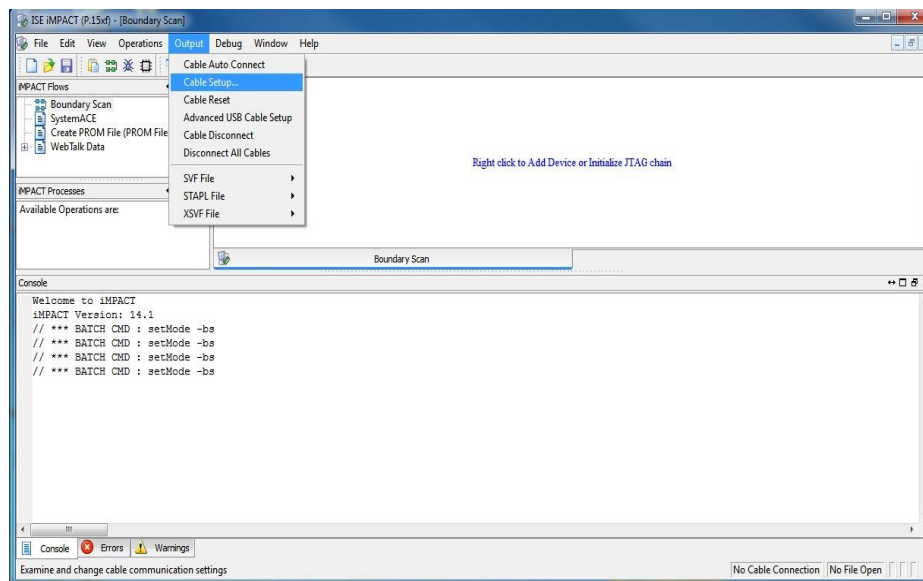 ISE iMPACT (P.15xf) - [Boundary Scan]
File Edit View Operations Output Debug Window Help
Cable Auto Connect
Cable Setup...
Cable Reset
Advanced USB Cable Setup
Cable Disconnect
Disconnect All Cables
SVF File
STAPL File
XSVF File
iMPACT Flows
Boundary Scan
SystemACE
Create PROM File (PROM File
WebTalk Data
iMPACT Processes
Available Operations are:
Right click to Add Device or Initialize JTAG chain
Boundary Scan
Console
Welcome to iMPACT
iMPACT Version: 14.1
// *** BATCH CMD : setMode -bs
// *** BATCH CMD : setMode -bs
// *** BATCH CMD : setMode -bs
// *** BATCH CMD : setMode -bs
Console Errors Warnings
Examine and change cable communication settings No Cable Connection No File Open